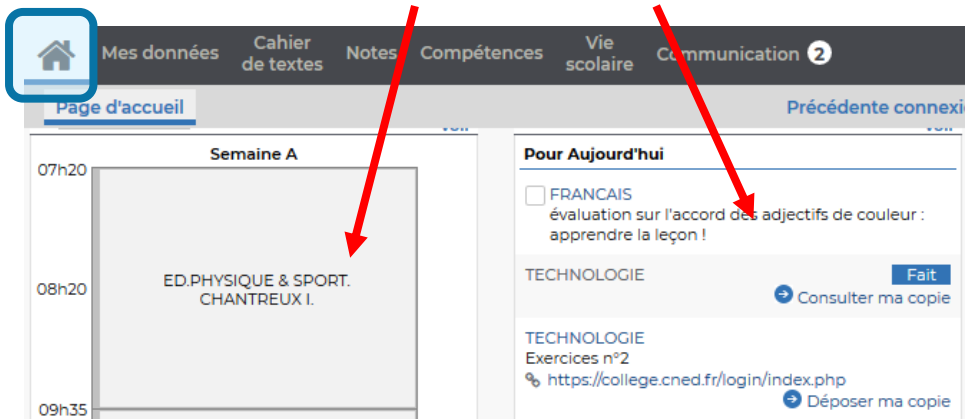 Mes données
Cahier
de textes
Notes
Compétences
Vie
scolaire
Communication 2
Page d'accueil
Précédente connexi
Semaine A
07h20
ED.PHYSIQUE & SPORT.
CHANTREUX I.
08h20
09h35
Pour Aujourd'hui
FRANCAIS
évaluation sur l'accord des adjectifs de couleur :
apprendre la leçon !
TECHNOLOGIE
Fait
Consulter ma copie
TECHNOLOGIE
Exercices n°2
https://college.cned.fr/login/index.php
Déposer ma copie